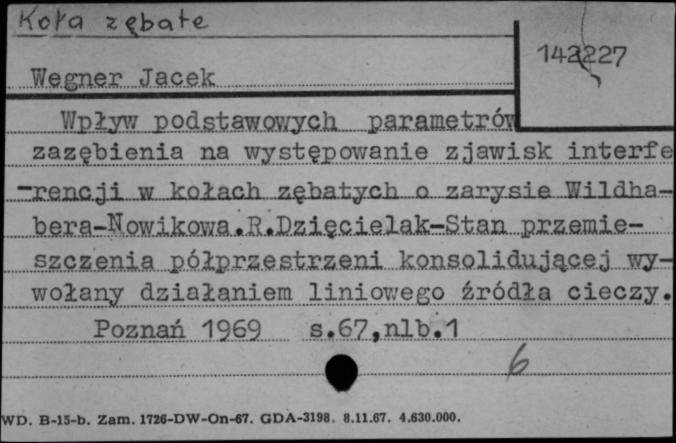 Koła zębate
142227
Wegner Jacek
Wpływ podstawowych parametrów
zazębienia na występowanie zjawisk interfe
-rencji w kołach zębatych o zarysie Wildha-
bera-Nowikowa.R.Dzięcielak-Stan przemie-
szczenia półprzestrzeni konsolidującej wy-
wołany działaniem liniowego źródła cieczy.
Poznań 1969 s.67,nlb.1
6
WD. B-15-b. Zam. 1726-DW-On-67. GDA-3198. 8.11.67. 4.630.000.